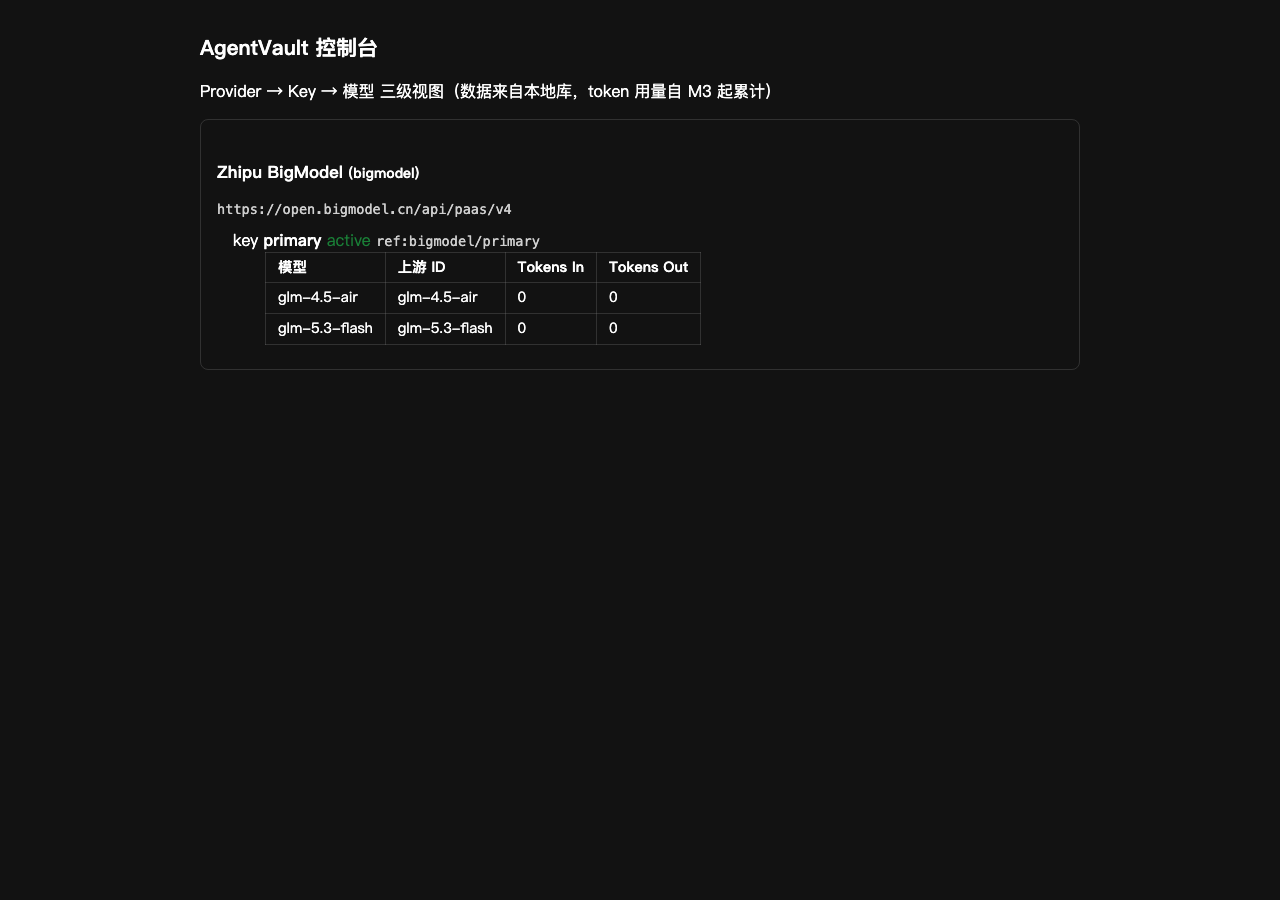 AgentVault 控制台
Provider → Key → 模型 三级视图（数据来自本地库，token 用量自 M3 起累计）
Zhipu BigModel (bigmodel)
https://open.bigmodel.cn/api/paas/v4
key primary active ref:bigmodel/primary
模型 上游 ID Tokens In Tokens Out
glm-4.5-air glm-4.5-air 0 0
glm-5.3-flash glm-5.3-flash 0 0